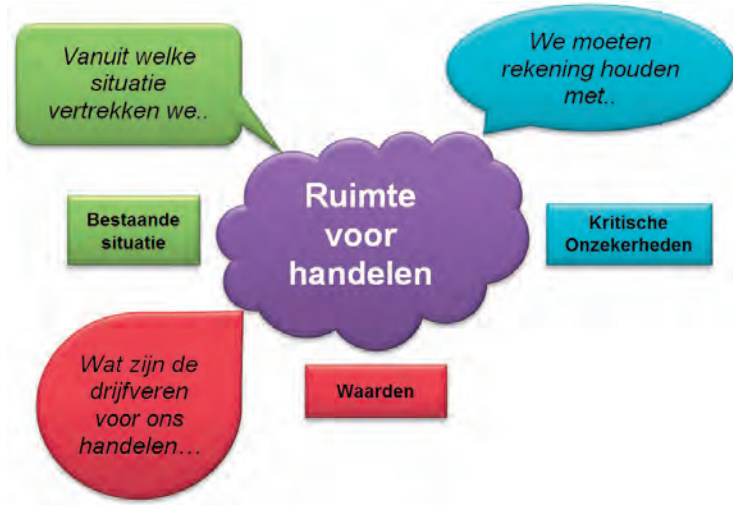 Vanuit welke
situatie
vertrekken we..
We moeten
rekening houden
met..
Ruimte
voor
handelen
Bestaande
situatie
Kritische
Onzekerheden
Wat zijn de
drijfveren
voor ons
handelen...
Waarden